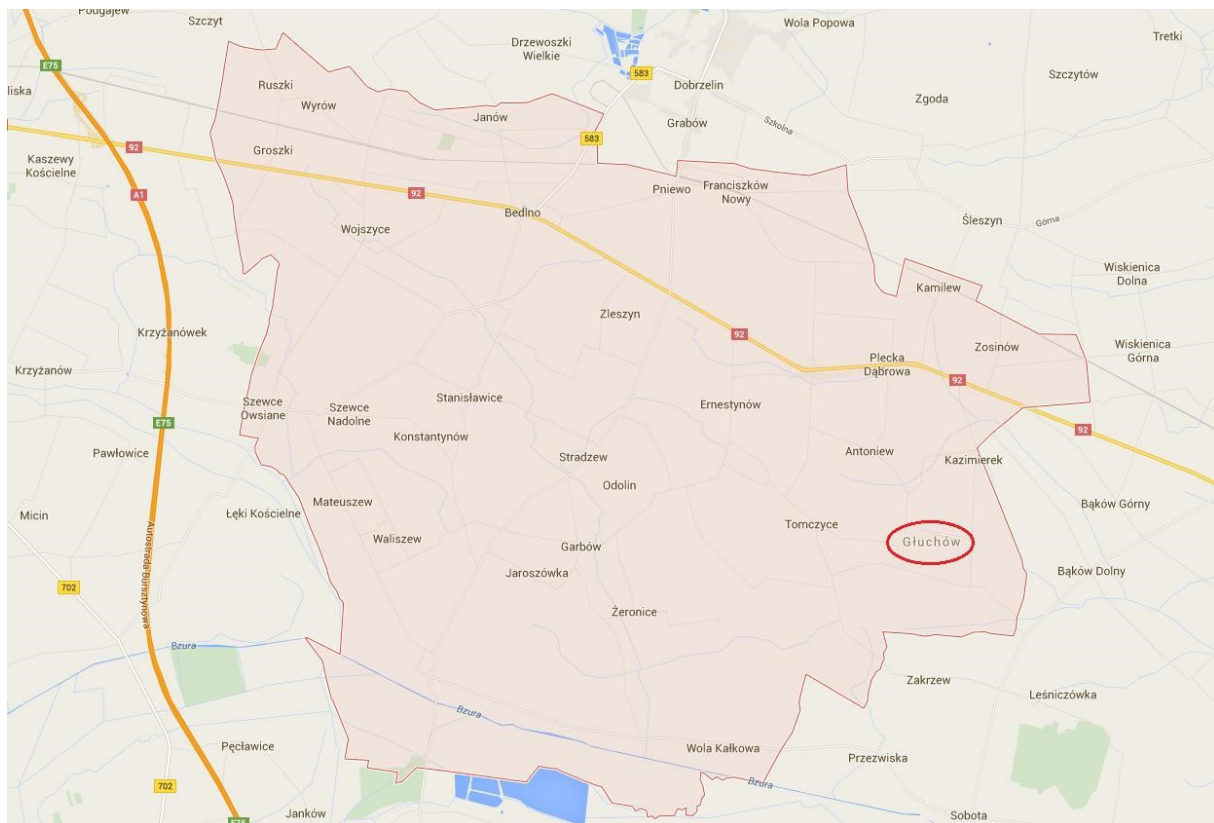 Podgajew
Szczyt
Wola Popowa
Drzewoszki
Wielkie
Tretki
E75
583
Szczytów
Ruszki
Dobrzelin
liska
Wyrów
Zgoda
Janów
Grabów
Szkolna
92
583
Groszki
Kaszewy
Kościelne
A1
92
Pniewo
Franciszków
Nowy
Bedlno
Śleszyn
Górna
Wojszyce
Wiskienica
Dolna
Kamilew
Zleszyn
Krzyżanówek
92
Zosinów
Wiskienica
Górna
Plecka
Dąbrowa
Krzyżanów
92
Stanisławice
Szewce
Owsiane
Szewce
Nadolne
Ernestynów
E75
92
Konstantynów
Pawłowice
Stradzew
Antoniew
Kazimierek
Odolin
Mateuszew
Bąków Górny
Micin
Łęki Kościelne
Tomczyce
Waliszew
Garbów
Głuchów
Autostrada Bursztynowa
Jaroszówka
Bąków Dolny
702
Żeronice
Bzura
Zakrzew
Leśniczówka
Bzura
Pęcławice
Wola Kałkowa
Przezwiska
702
Bzura
Janków
Sobota
E75